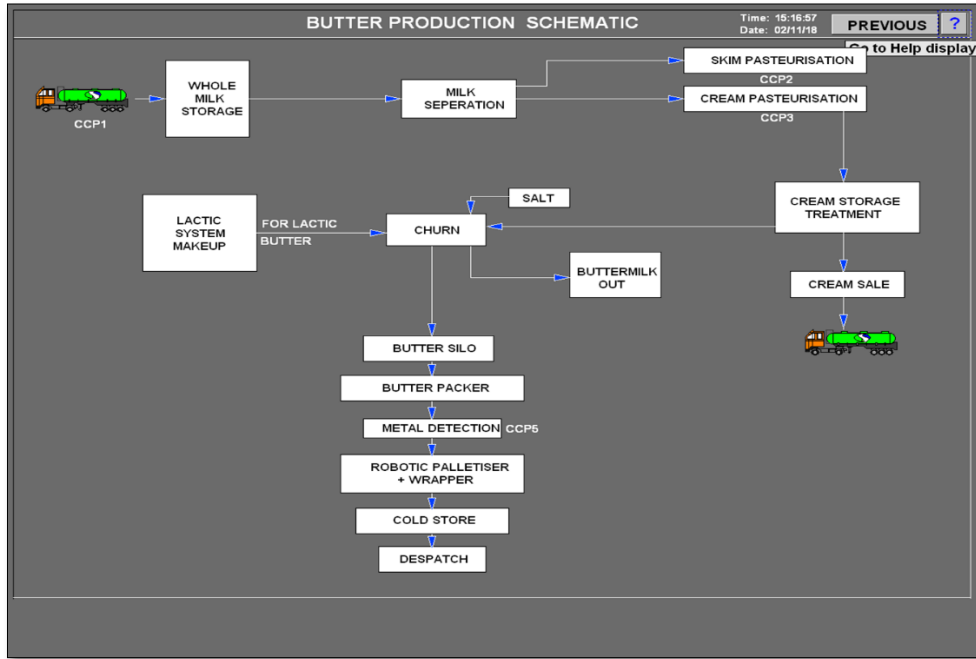 BUTTER PRODUCTION SCHEMATIC
Time: 15:16:57
Date: 02/11/18
PREVIOUS
?
Go to Help display
CCP1
WHOLE
MILK
STORAGE
MILK
SEPERATION
SKIM PASTEURISATION
CCP2
CREAM PASTEURISATION
CCP3
LACTIC
SYSTEM
MAKEUP
FOR LACTIC
BUTTER
SALT
CHURN
CREAM STORAGE
TREATMENT
BUTTERMILK
OUT
CREAM SALE
BUTTER SILO
BUTTER PACKER
METAL DETECTION
CCP5
ROBOTIC PALLETISER
+ WRAPPER
COLD STORE
DESPATCH